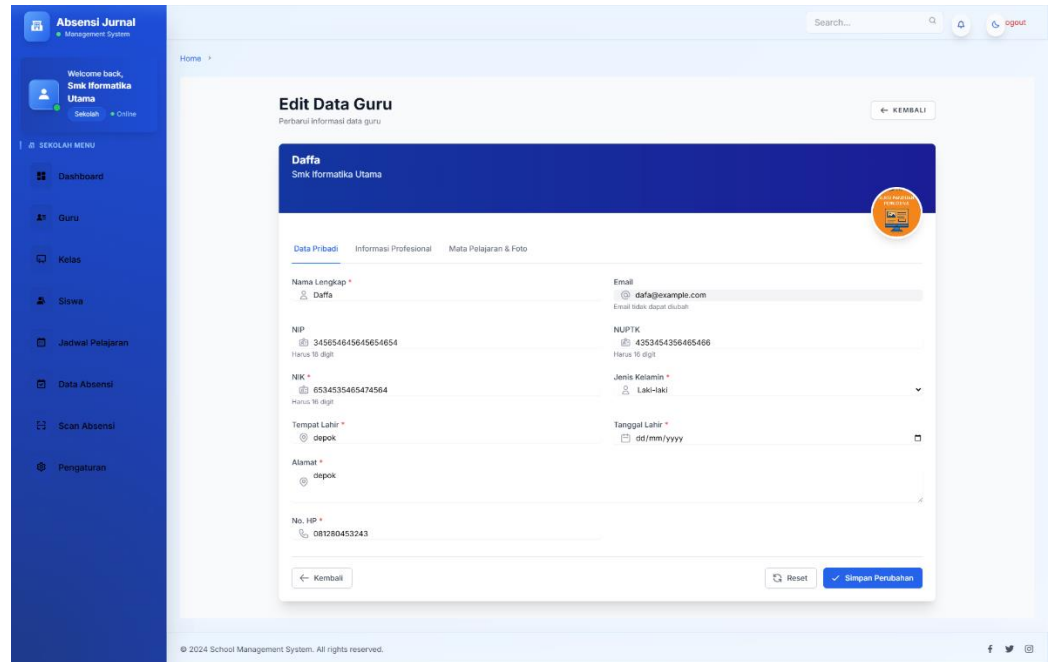 Absensi Jurnal
Management System
Search...
ogout
Home
Welcome back,
Smk Iformatika
Utama
Sekolah
Online
SEKOLAH MENU
Dashboard
Guru
Kelas
Siswa
Jadwal Pelajaran
Data Absensi
Scan Absensi
Pengaturan
Edit Data Guru
Perbarui informasi data guru
← KEMBALI
Daffa
Smk Iformatika Utama
Data Pribadi Informasi Profesional Mata Pelajaran & Foto
Nama Lengkap *
Daffa
Email
dafa@example.com
Email tidak dapat diubah
NIP
345654645645654654
Harus 18 digit
NUPTK
4353454356465466
Harus 16 digit
NIK *
6534535465474564
Harus 16 digit
Jenis Kelamin *
Laki-laki
Tempat Lahir *
depok
Tanggal Lahir *
dd/mm/yyyy
Alamat *
depok
No. HP *
081280453243
← Kembali
Reset
Simpan Perubahan
© 2024 School Management System. All rights reserved.